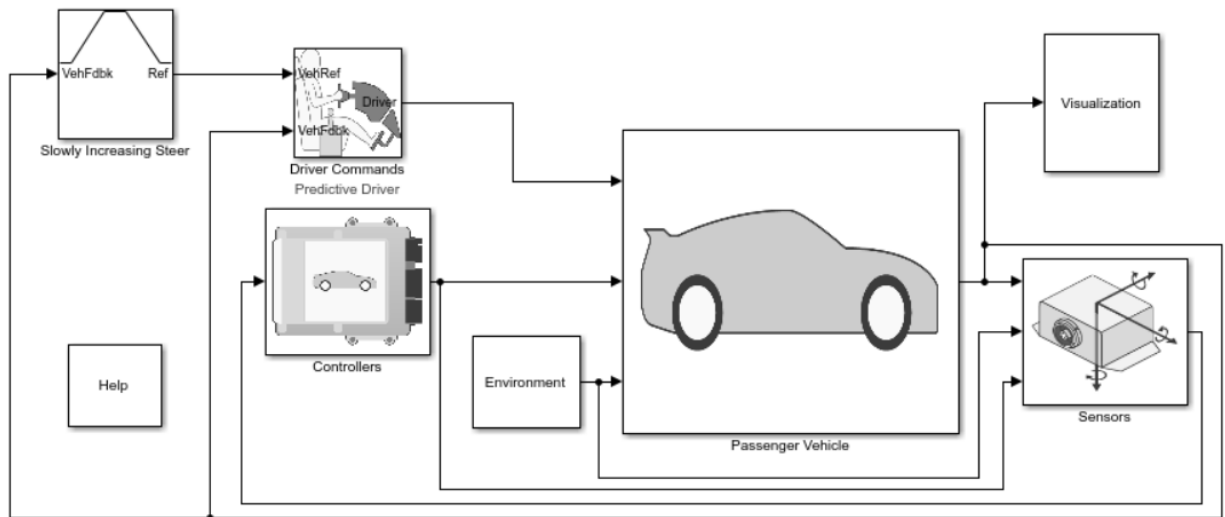 VehFdbk Ref
Slowly Increasing Steer
VehRef
Driver
VehFdbk
Driver Commands
Predictive Driver
Visualization
Controllers
Help
Environment
Passenger Vehicle
Sensors